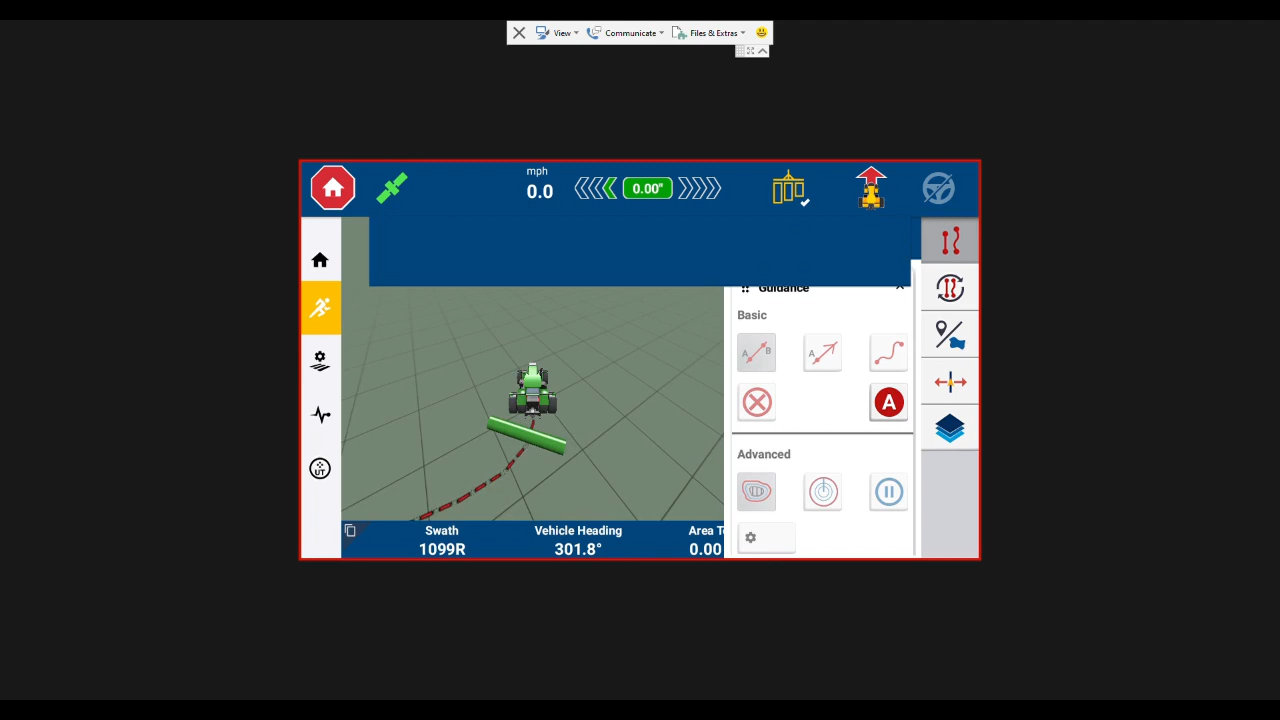 View Communicate Files & Extras
mph
0.0
0.00"
Guidance
Basic
A B
A
A
Advanced
UT
Swath Vehicle Heading Area T
1099R 301.8° 0.00